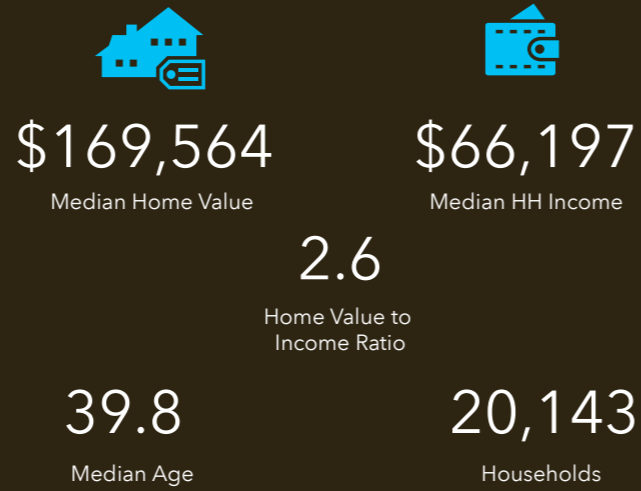 $169,564
Median Home Value
$66,197
Median HH Income
2.6
Home Value to
Income Ratio
39.8
Median Age
20,143
Households